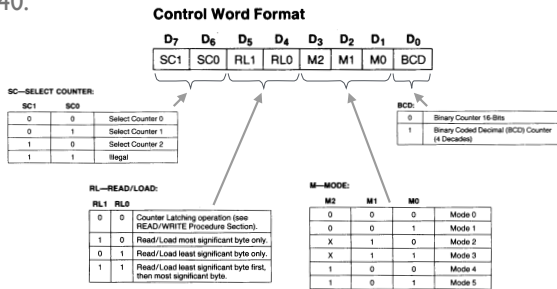 40.
Control Word Format
D7 D6 D5 D4 D3 D2 D1 D0
SC1 SC0 RL1 RL0 M2 M1 M0 BCD
SC—SELECT COUNTER:
SC1 SC0
0 0 Select Counter 0
0 1 Select Counter 1
1 0 Select Counter 2
1 1 Illegal
BCD:
0 Binary Counter 16-Bits
1 Binary Coded Decimal (BCD) Counter
(4 Decades)
RL—READ/LOAD:
RL1 RL0
0 0 Counter Latching operation (see
READ/WRITE Procedure Section).
1 0 Read/Load most significant byte only.
0 1 Read/Load least significant byte only.
1 1 Read/Load least significant byte first,
then most significant byte.
M—MODE:
M2 M1 M0
0 0 0 Mode 0
0 0 1 Mode 1
X 1 0 Mode 2
X 1 1 Mode 3
1 0 0 Mode 4
1 0 1 Mode 5